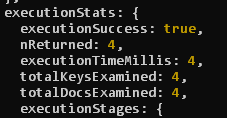 executionStats: {
executionSuccess: true,
nReturned: 4,
executionTimeMillis: 4,
totalKeysExamined: 4,
totalDocsExamined: 4,
executionStages: {